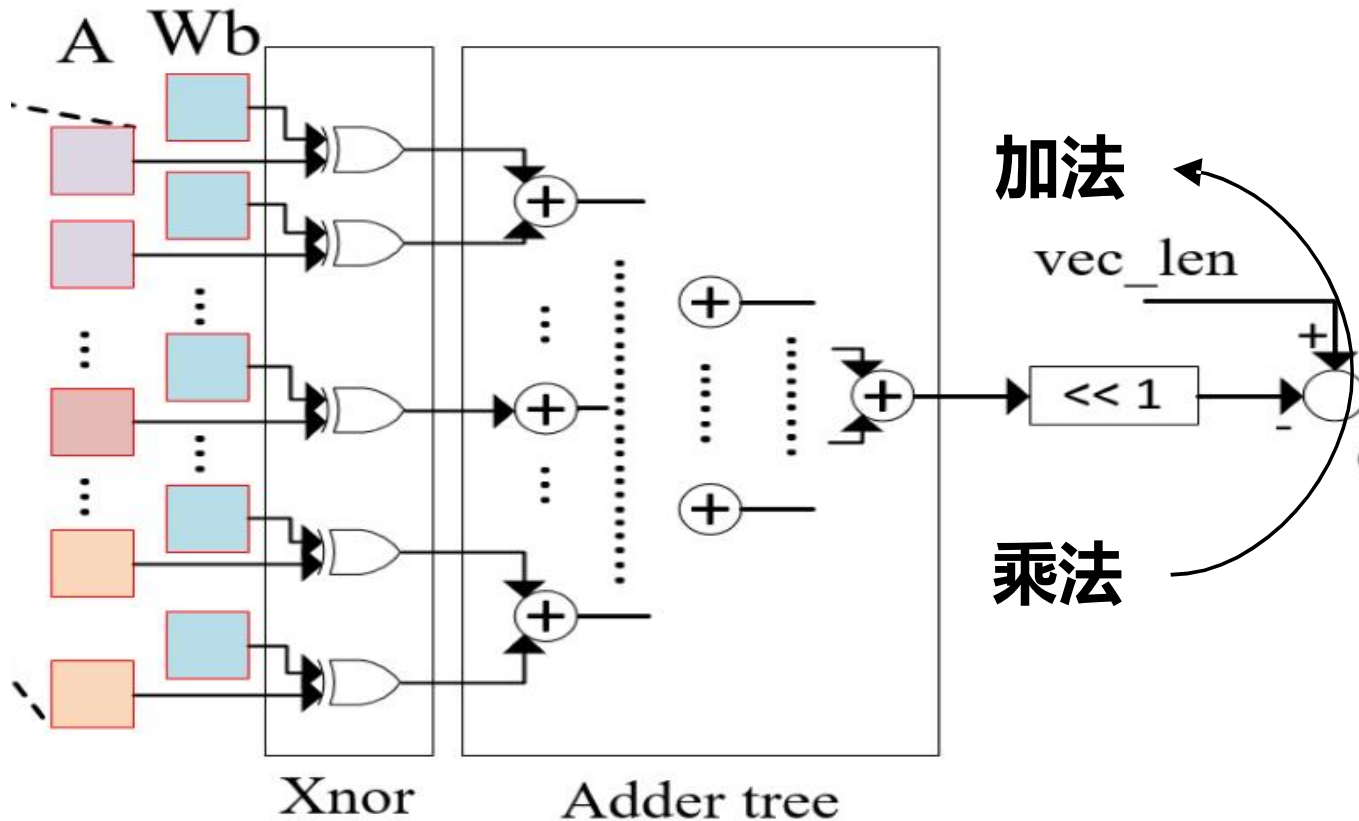 A
Wb
加法
vec_len
+
<< 1
-
乘法
Xnor
Adder tree